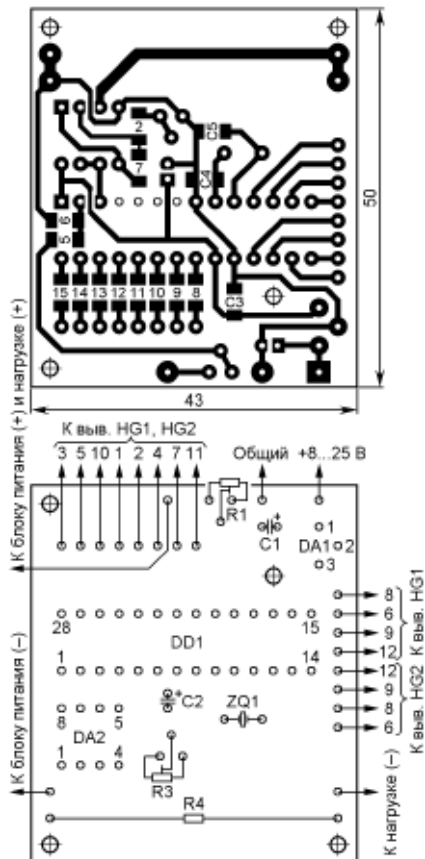 2
C5
7
C4
6
5
15 14 13 12 11 10 9 8
C3
50
43
К блоку питания (+) и нагрузке (+)
К выв. HG1, HG2
3 5 10 1 2 4 7 11
Общий +8...25 В
R1
C1
DA1
1
2
3
8
6
9
12
К выв. HG1
28 15
DD1
1 14
12
9
8
6
К выв. HG2
К блоку питания (−)
C2
ZQ1
8 5
DA2
1 4
R3
R4
К нагрузке (−)